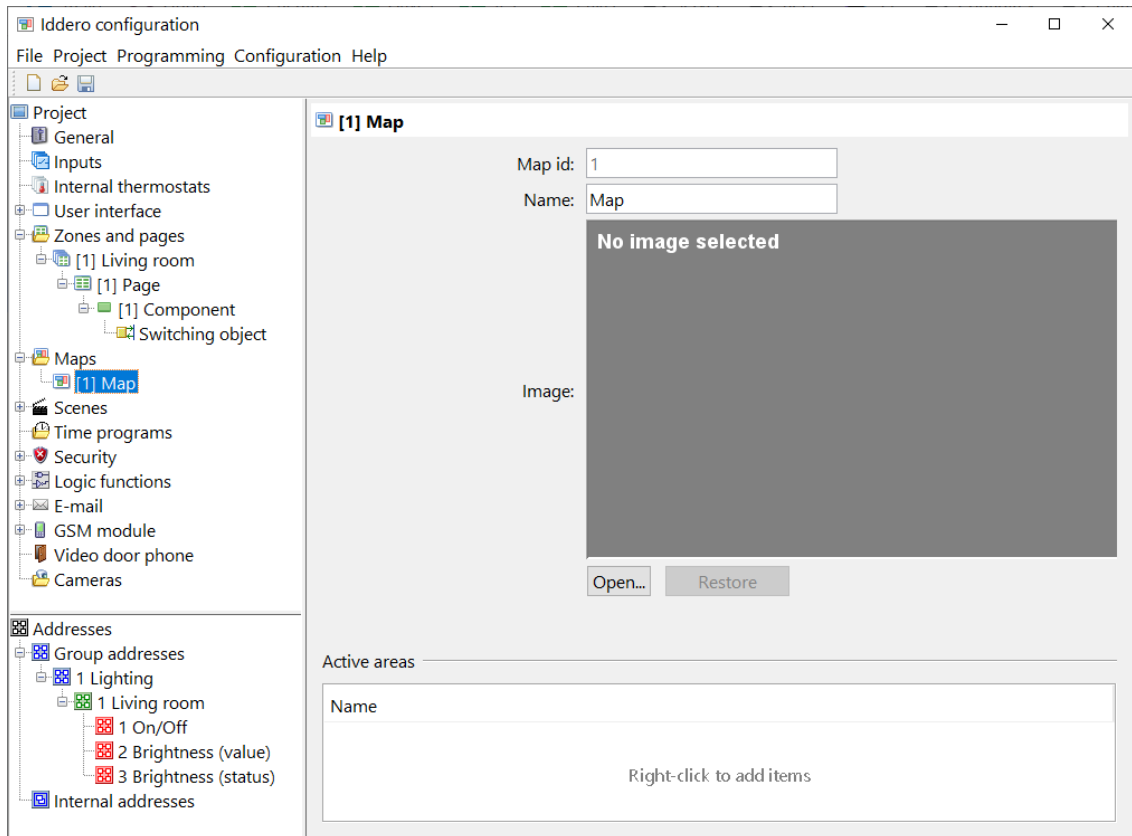 Iddero configuration
File Project Programming Configuration Help
Project
General
Inputs
Internal thermostats
User interface
Zones and pages
[1] Living room
[1] Page
[1] Component
Switching object
Maps
[1] Map
Scenes
Time programs
Security
Logic functions
E-mail
GSM module
Video door phone
Cameras
Addresses
Group addresses
1 Lighting
1 Living room
1 On/Off
2 Brightness (value)
3 Brightness (status)
Internal addresses
[1] Map
Map id: 1
Name: Map
Image:
No image selected
Open... Restore
Active areas
Name
Right-click to add items